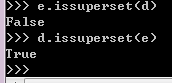 >>> e.issuperset(d)
False
>>> d.issuperset(e)
True
>>>